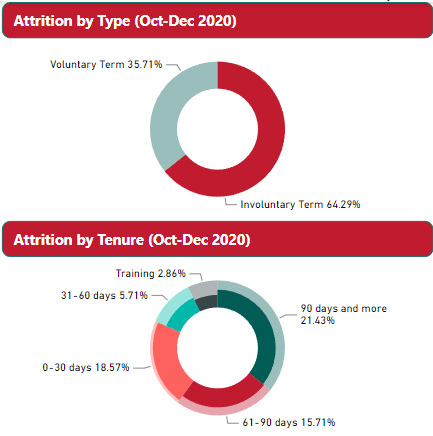 Attrition by Type (Oct-Dec 2020)
Voluntary Term 35.71%
Involuntary Term 64.29%
Attrition by Tenure (Oct-Dec 2020)
Training 2.86%
31-60 days 5.71%
90 days and more
21.43%
0-30 days 18.57%
61-90 days 15.71%